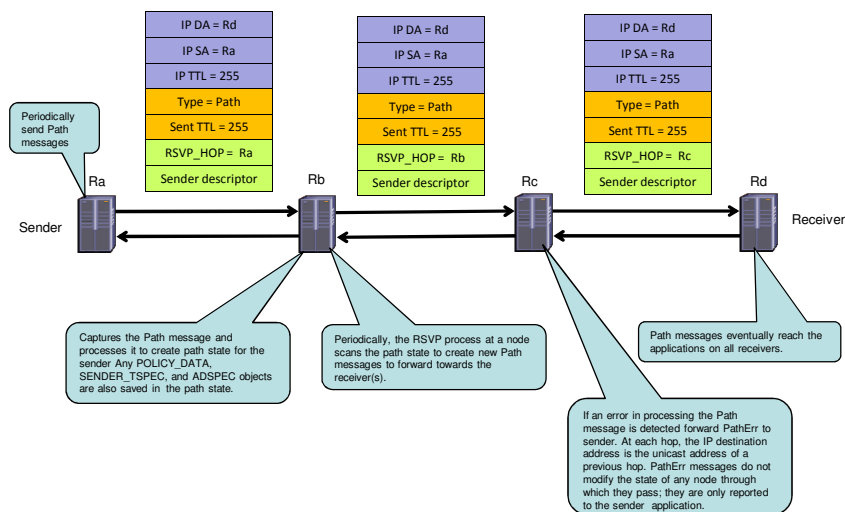 IP DA = Rd
IP SA = Ra
IP TTL = 255
Type = Path
Sent TTL = 255
RSVP_HOP = Ra
Sender descriptor
IP DA = Rd
IP SA = Ra
IP TTL = 255
Type = Path
Sent TTL = 255
RSVP_HOP = Rb
Sender descriptor
IP DA = Rd
IP SA = Ra
IP TTL = 255
Type = Path
Sent TTL = 255
RSVP_HOP = Rc
Sender descriptor
Periodically
send Path
messages
Ra
Rb
Rc
Rd
Sender
Receiver
Captures the Path message and
processes it to create path state for the
sender Any POLICY_DATA,
SENDER_TSPEC, and ADSPEC objects
are also saved in the path state.
Periodically, the RSVP process at a node
scans the path state to create new Path
messages to forward towards the
receiver(s).
Path messages eventually reach the
applications on all receivers.
If an error in processing the Path
message is detected forward PathErr to
sender. At each hop, the IP destination
address is the unicast address of a
previous hop. PathErr messages do not
modify the state of any node through
which they pass; they are only reported
to the sender application.